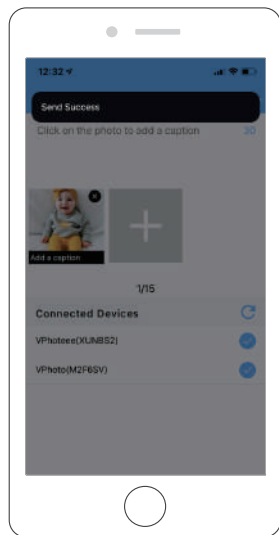 12:32
Send Success
Click on the photo to add a caption 30
Add a caption
1/15
Connected Devices
VPhoteee(XUNBS2)
VPhoto(M2F6SV)